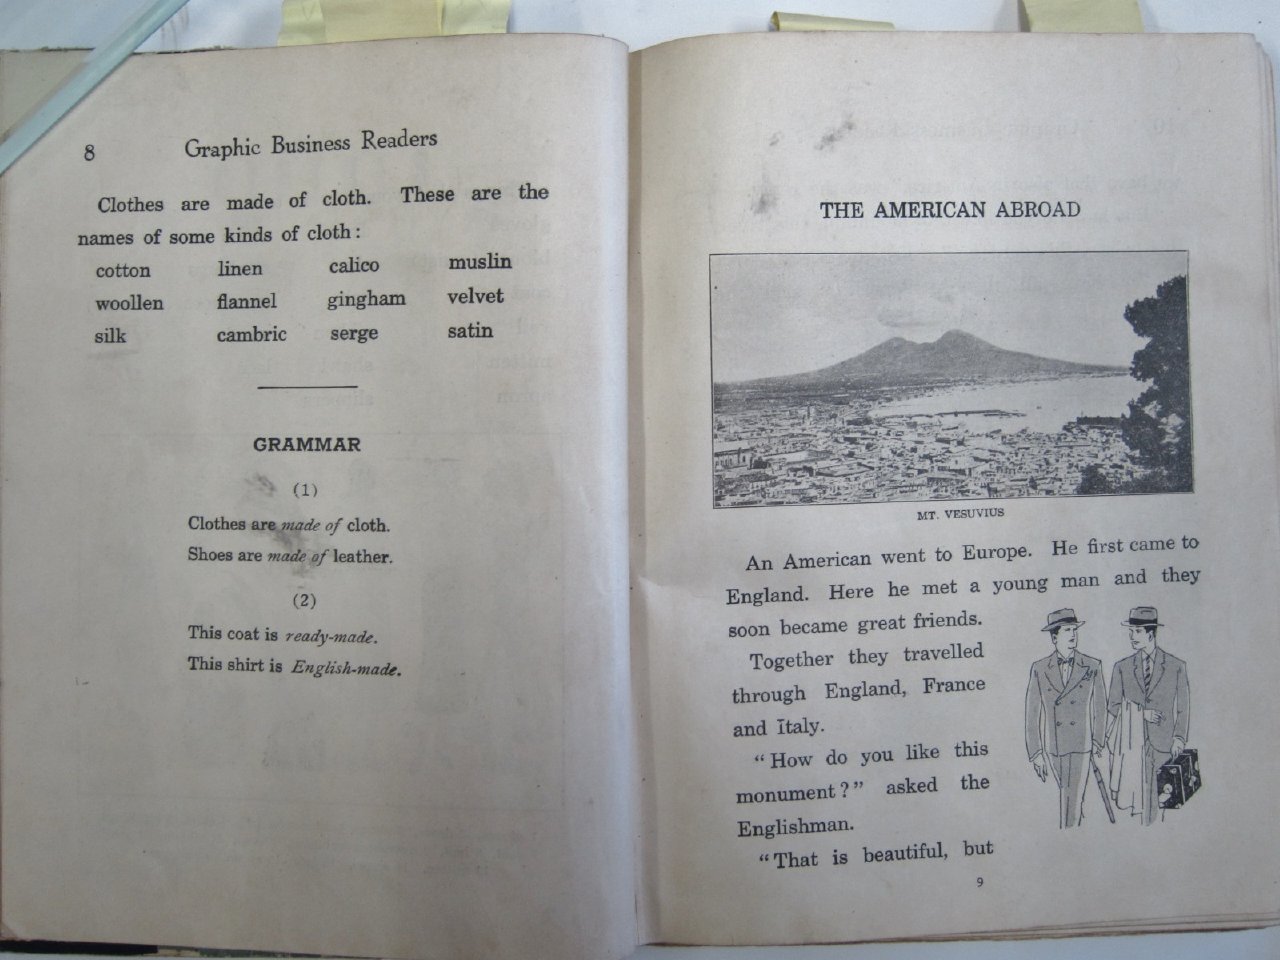 8 Graphic Business Readers
Clothes are made of cloth. These are the
names of some kinds of cloth:
cotton linen calico muslin
woollen flannel gingham velvet
silk cambric serge satin
GRAMMAR
(1)
Clothes are made of cloth.
Shoes are made of leather.
(2)
This coat is ready-made.
This shirt is English-made.
THE AMERICAN ABROAD
MT. VESUVIUS
An American went to Europe. He first came to
England. Here he met a young man and they
soon became great friends.
Together they travelled
through England, France
and Italy.
"How do you like this
monument?" asked the
Englishman.
"That is beautiful, but
9